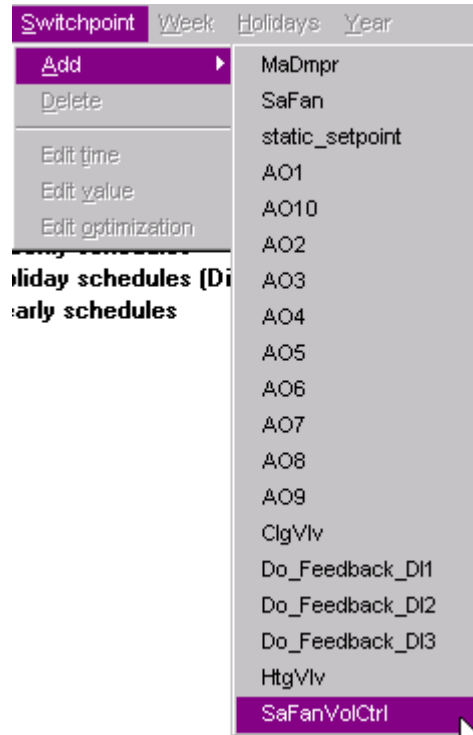 Switchpoint Week Holidays Year
Add
Delete
Edit time
Edit value
Edit optimization
oliday schedules (Di
early schedules
MaDmpr
SaFan
static_setpoint
AO1
AO10
AO2
AO3
AO4
AO5
AO6
AO7
AO8
AO9
ClgVlv
Do_Feedback_DI1
Do_Feedback_DI2
Do_Feedback_DI3
HtgVlv
SaFanVolCtrl